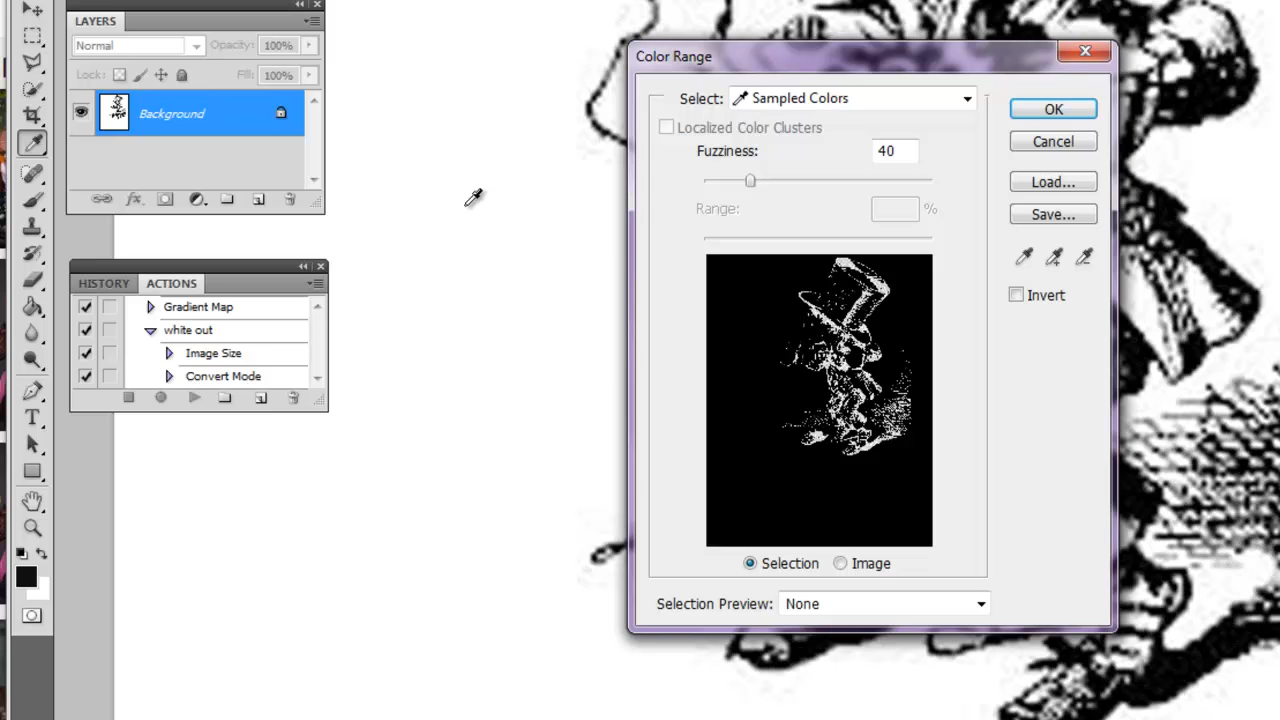 LAYERS
Normal Opacity: 100%
Lock: Fill: 100%
Background
HISTORY ACTIONS
Gradient Map
white out
Image Size
Convert Mode
Color Range
Select: Sampled Colors
Localized Color Clusters
Fuzziness: 40
Range: %
Selection Image
Selection Preview: None
OK
Cancel
Load...
Save...
Invert